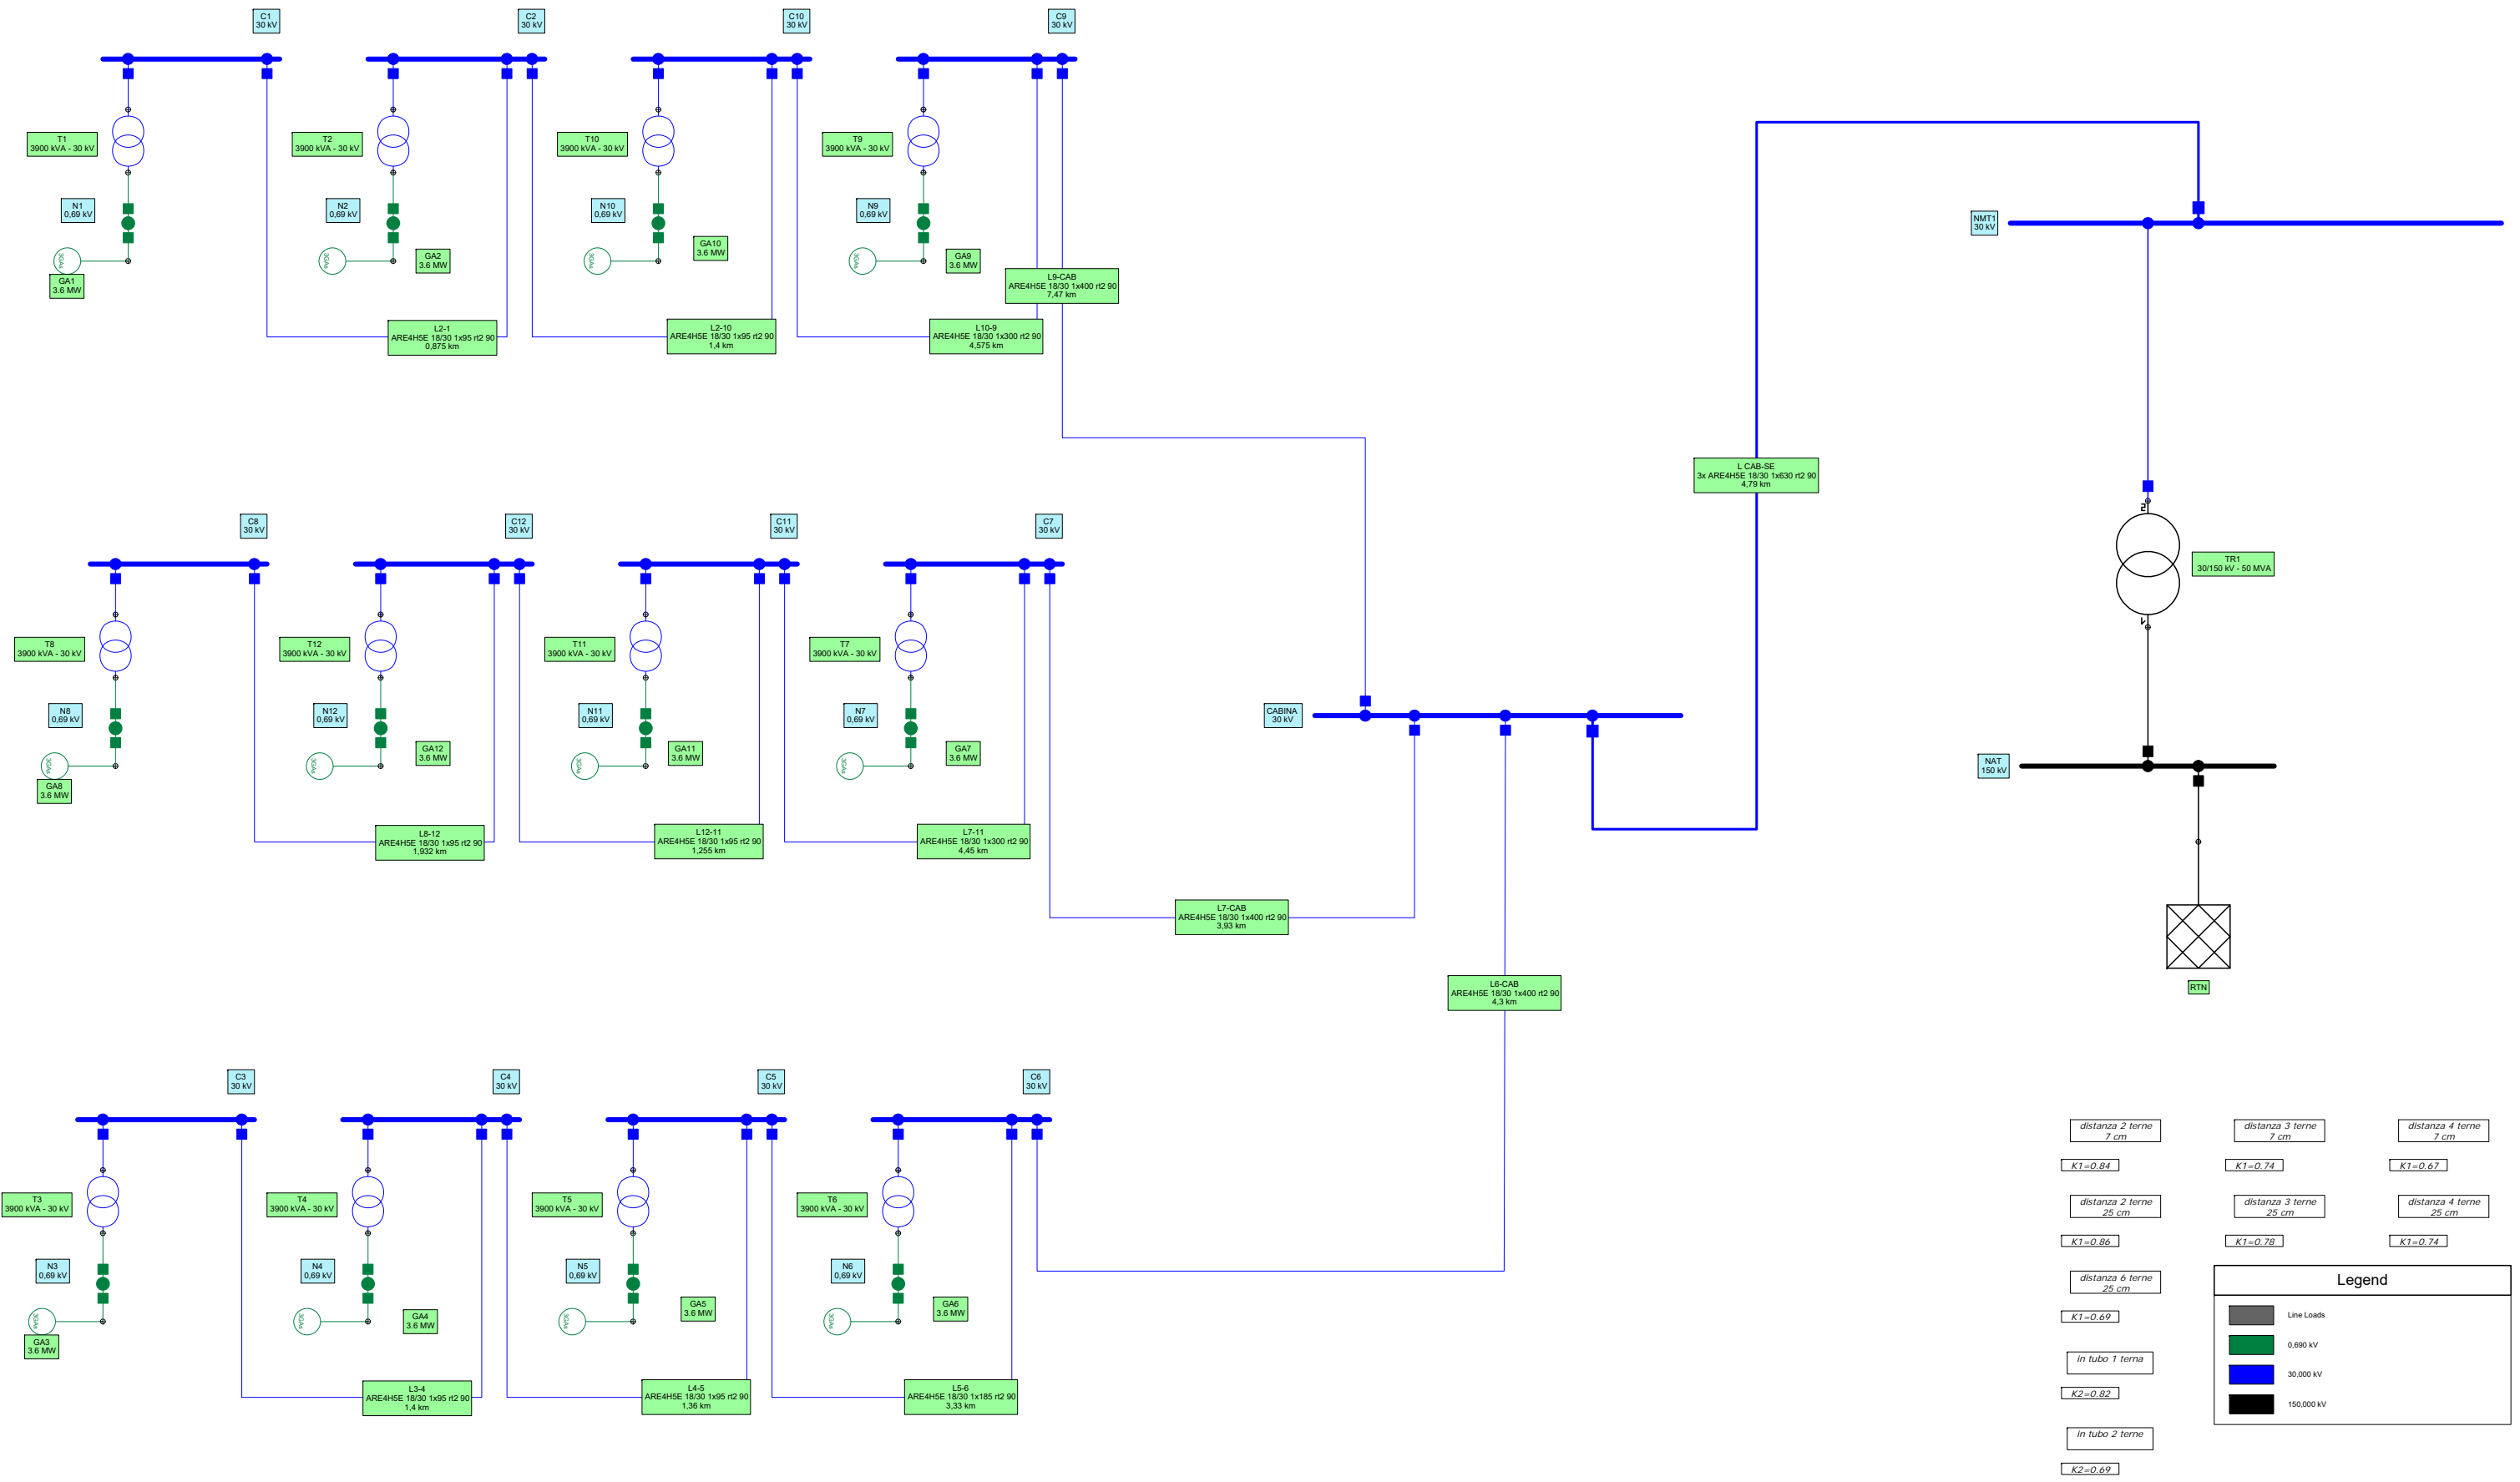 C1
30 kV
C2
30 kV
C10
30 kV
C9
30 kV
T1
3900 kVA - 30 kV
T2
3900 kVA - 30 kV
T10
3900 kVA - 30 kV
T9
3900 kVA - 30 kV
N1
0,69 kV
N2
0,69 kV
N10
0,69 kV
N9
0,69 kV
NMT1
30 kV
3GAs
GA1
3.6 MW
3GAs
GA2
3.6 MW
3GAs
GA10
3.6 MW
3GAs
GA9
3.6 MW
L9-CAB
ARE4H5E 18/30 1x400 rt2 90
7,47 km
L2-1
ARE4H5E 18/30 1x95 rt2 90
0,875 km
L2-10
ARE4H5E 18/30 1x95 rt2 90
1,4 km
L10-9
ARE4H5E 18/30 1x300 rt2 90
4,575 km
L CAB-SE
3x ARE4H5E 18/30 1x630 rt2 90
4,79 km
C8
30 kV
C12
30 kV
C11
30 kV
C7
30 kV
2
TR1
30/150 kV - 50 MVA
1
T8
3900 kVA - 30 kV
T12
3900 kVA - 30 kV
T11
3900 kVA - 30 kV
T7
3900 kVA - 30 kV
N8
0,69 kV
N12
0,69 kV
N11
0,69 kV
N7
0,69 kV
CABINA
30 kV
3GAs
GA8
3.6 MW
3GAs
GA12
3.6 MW
3GAs
GA11
3.6 MW
3GAs
GA7
3.6 MW
NAT
150 kV
L8-12
ARE4H5E 18/30 1x95 rt2 90
1,932 km
L12-11
ARE4H5E 18/30 1x95 rt2 90
1,255 km
L7-11
ARE4H5E 18/30 1x300 rt2 90
4,45 km
L7-CAB
ARE4H5E 18/30 1x400 rt2 90
3,93 km
L6-CAB
ARE4H5E 18/30 1x400 rt2 90
4,3 km
RTN
C3
30 kV
C4
30 kV
C5
30 kV
C6
30 kV
T3
3900 kVA - 30 kV
T4
3900 kVA - 30 kV
T5
3900 kVA - 30 kV
T6
3900 kVA - 30 kV
N3
0,69 kV
N4
0,69 kV
N5
0,69 kV
N6
0,69 kV
3GAs
GA3
3.6 MW
3GAs
GA4
3.6 MW
3GAs
GA5
3.6 MW
3GAs
GA6
3.6 MW
L3-4
ARE4H5E 18/30 1x95 rt2 90
1,4 km
L4-5
ARE4H5E 18/30 1x95 rt2 90
1,36 km
L5-6
ARE4H5E 18/30 1x185 rt2 90
3,33 km
distanza 2 terne
7 cm
distanza 3 terne
7 cm
distanza 4 terne
7 cm
K1=0.84
K1=0.74
K1=0.67
distanza 2 terne
25 cm
distanza 3 terne
25 cm
distanza 4 terne
25 cm
K1=0.86
K1=0.78
K1=0.74
distanza 6 terne
25 cm
K1=0.69
in tubo 1 terna
K2=0.82
in tubo 2 terne
K2=0.69
Legend
Line Loads
0,690 kV
30,000 kV
150,000 kV